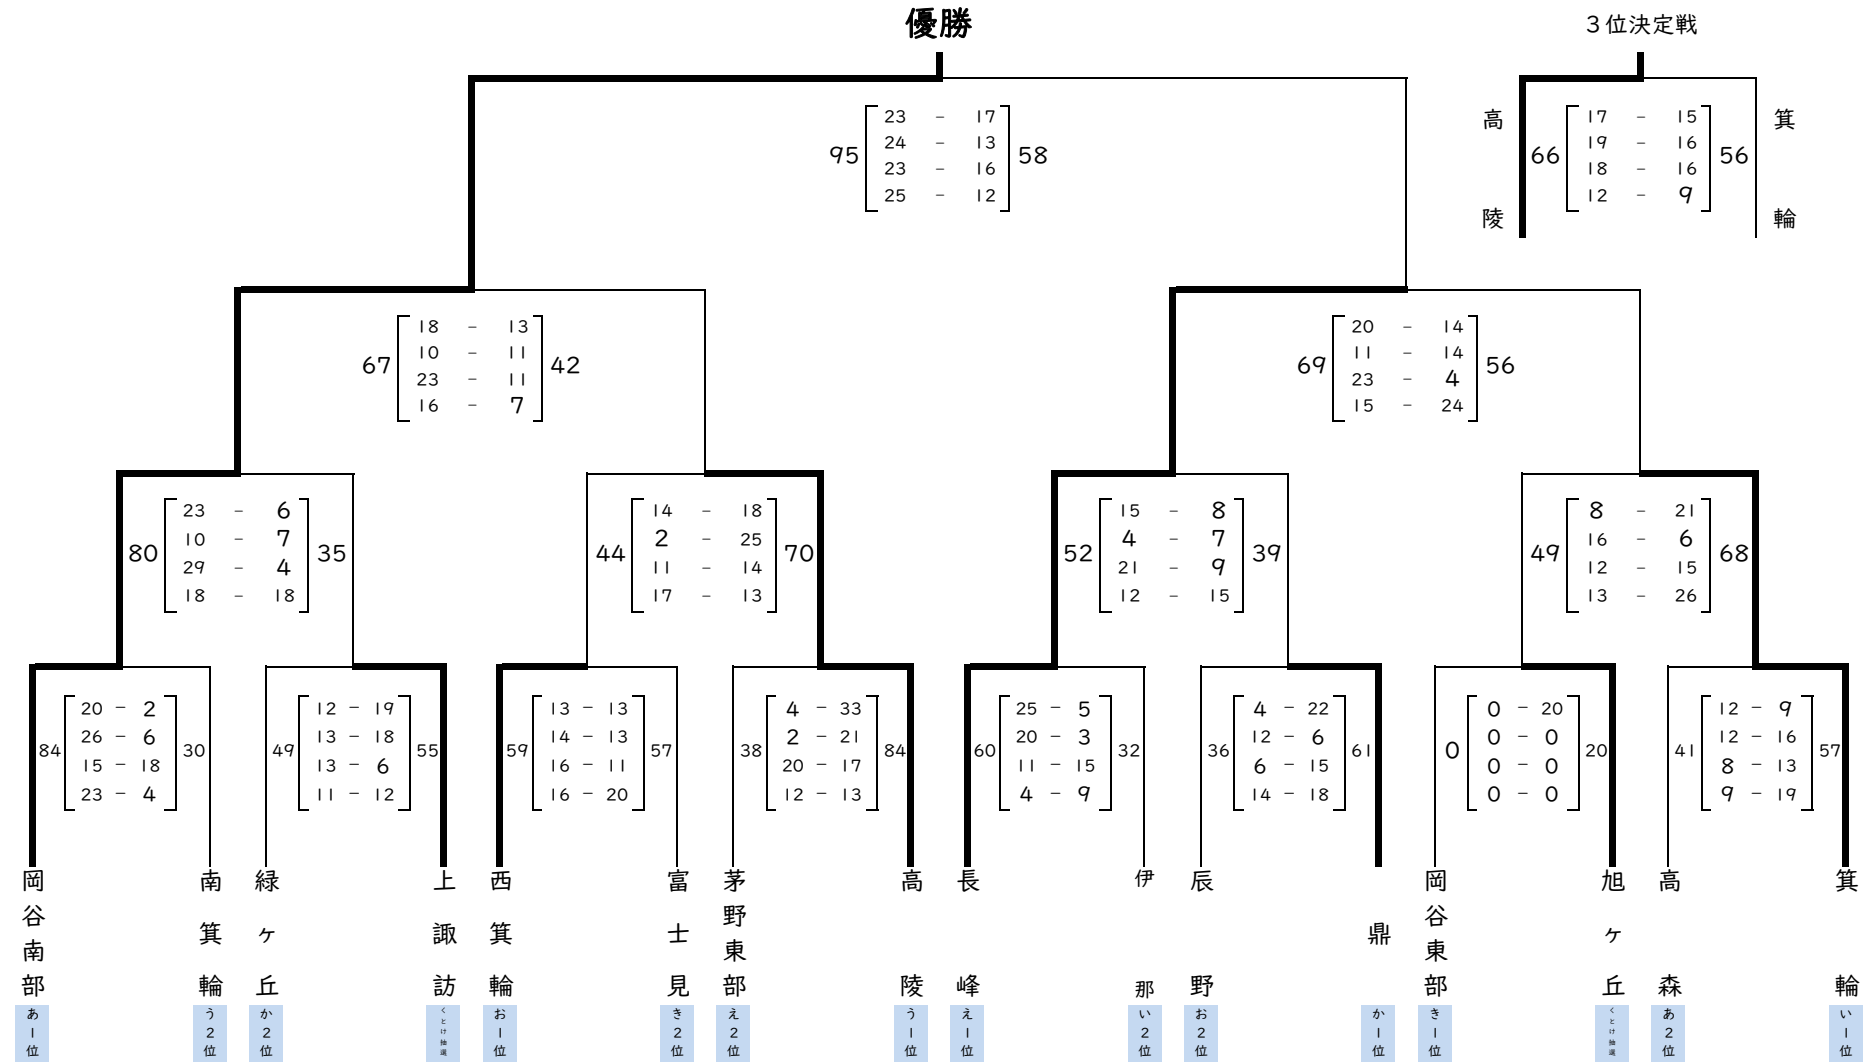 優勝
３位決定戦
23 - 17
24 - 13
95 58
23 - 16
25 - 12
高 箕
陵 輪
17 - 15
19 - 16
66 56
18 - 16
12 - 9
18 - 13
10 - 11
67 42
23 - 11
16 - 7
20 - 14
11 - 14
69 56
23 - 4
15 - 24
23 - 6
10 - 7
80 35
29 - 4
18 - 18
14 - 18
2 - 25
44 70
11 - 14
17 - 13
15 - 8
4 - 7
52 39
21 - 9
12 - 15
8 - 21
16 - 6
49 68
12 - 15
13 - 26
20 - 2
26 - 6
84 30
15 - 18
23 - 4
12 - 19
13 - 18
49 55
13 - 6
11 - 12
13 - 13
14 - 13
59 57
16 - 11
16 - 20
4 - 33
2 - 21
38 84
20 - 17
12 - 13
25 - 5
20 - 3
60 32
11 - 15
4 - 9
4 - 22
12 - 6
36 61
6 - 15
14 - 18
0 - 20
0 - 0
0 20
0 - 0
0 - 0
12 - 9
12 - 16
41 57
8 - 13
9 - 19
岡谷南部
南箕輪
緑ヶ丘
上諏訪
西箕輪
富士見
茅野東部
高陵
長峰
伊那
辰野
鼎
岡谷東部
旭ヶ丘
高森
箕輪
あ1位
う2位
か2位
くとけ抽選
お1位
き2位
え2位
う1位
え1位
い2位
お2位
か1位
き1位
くとけ抽選
あ2位
い1位